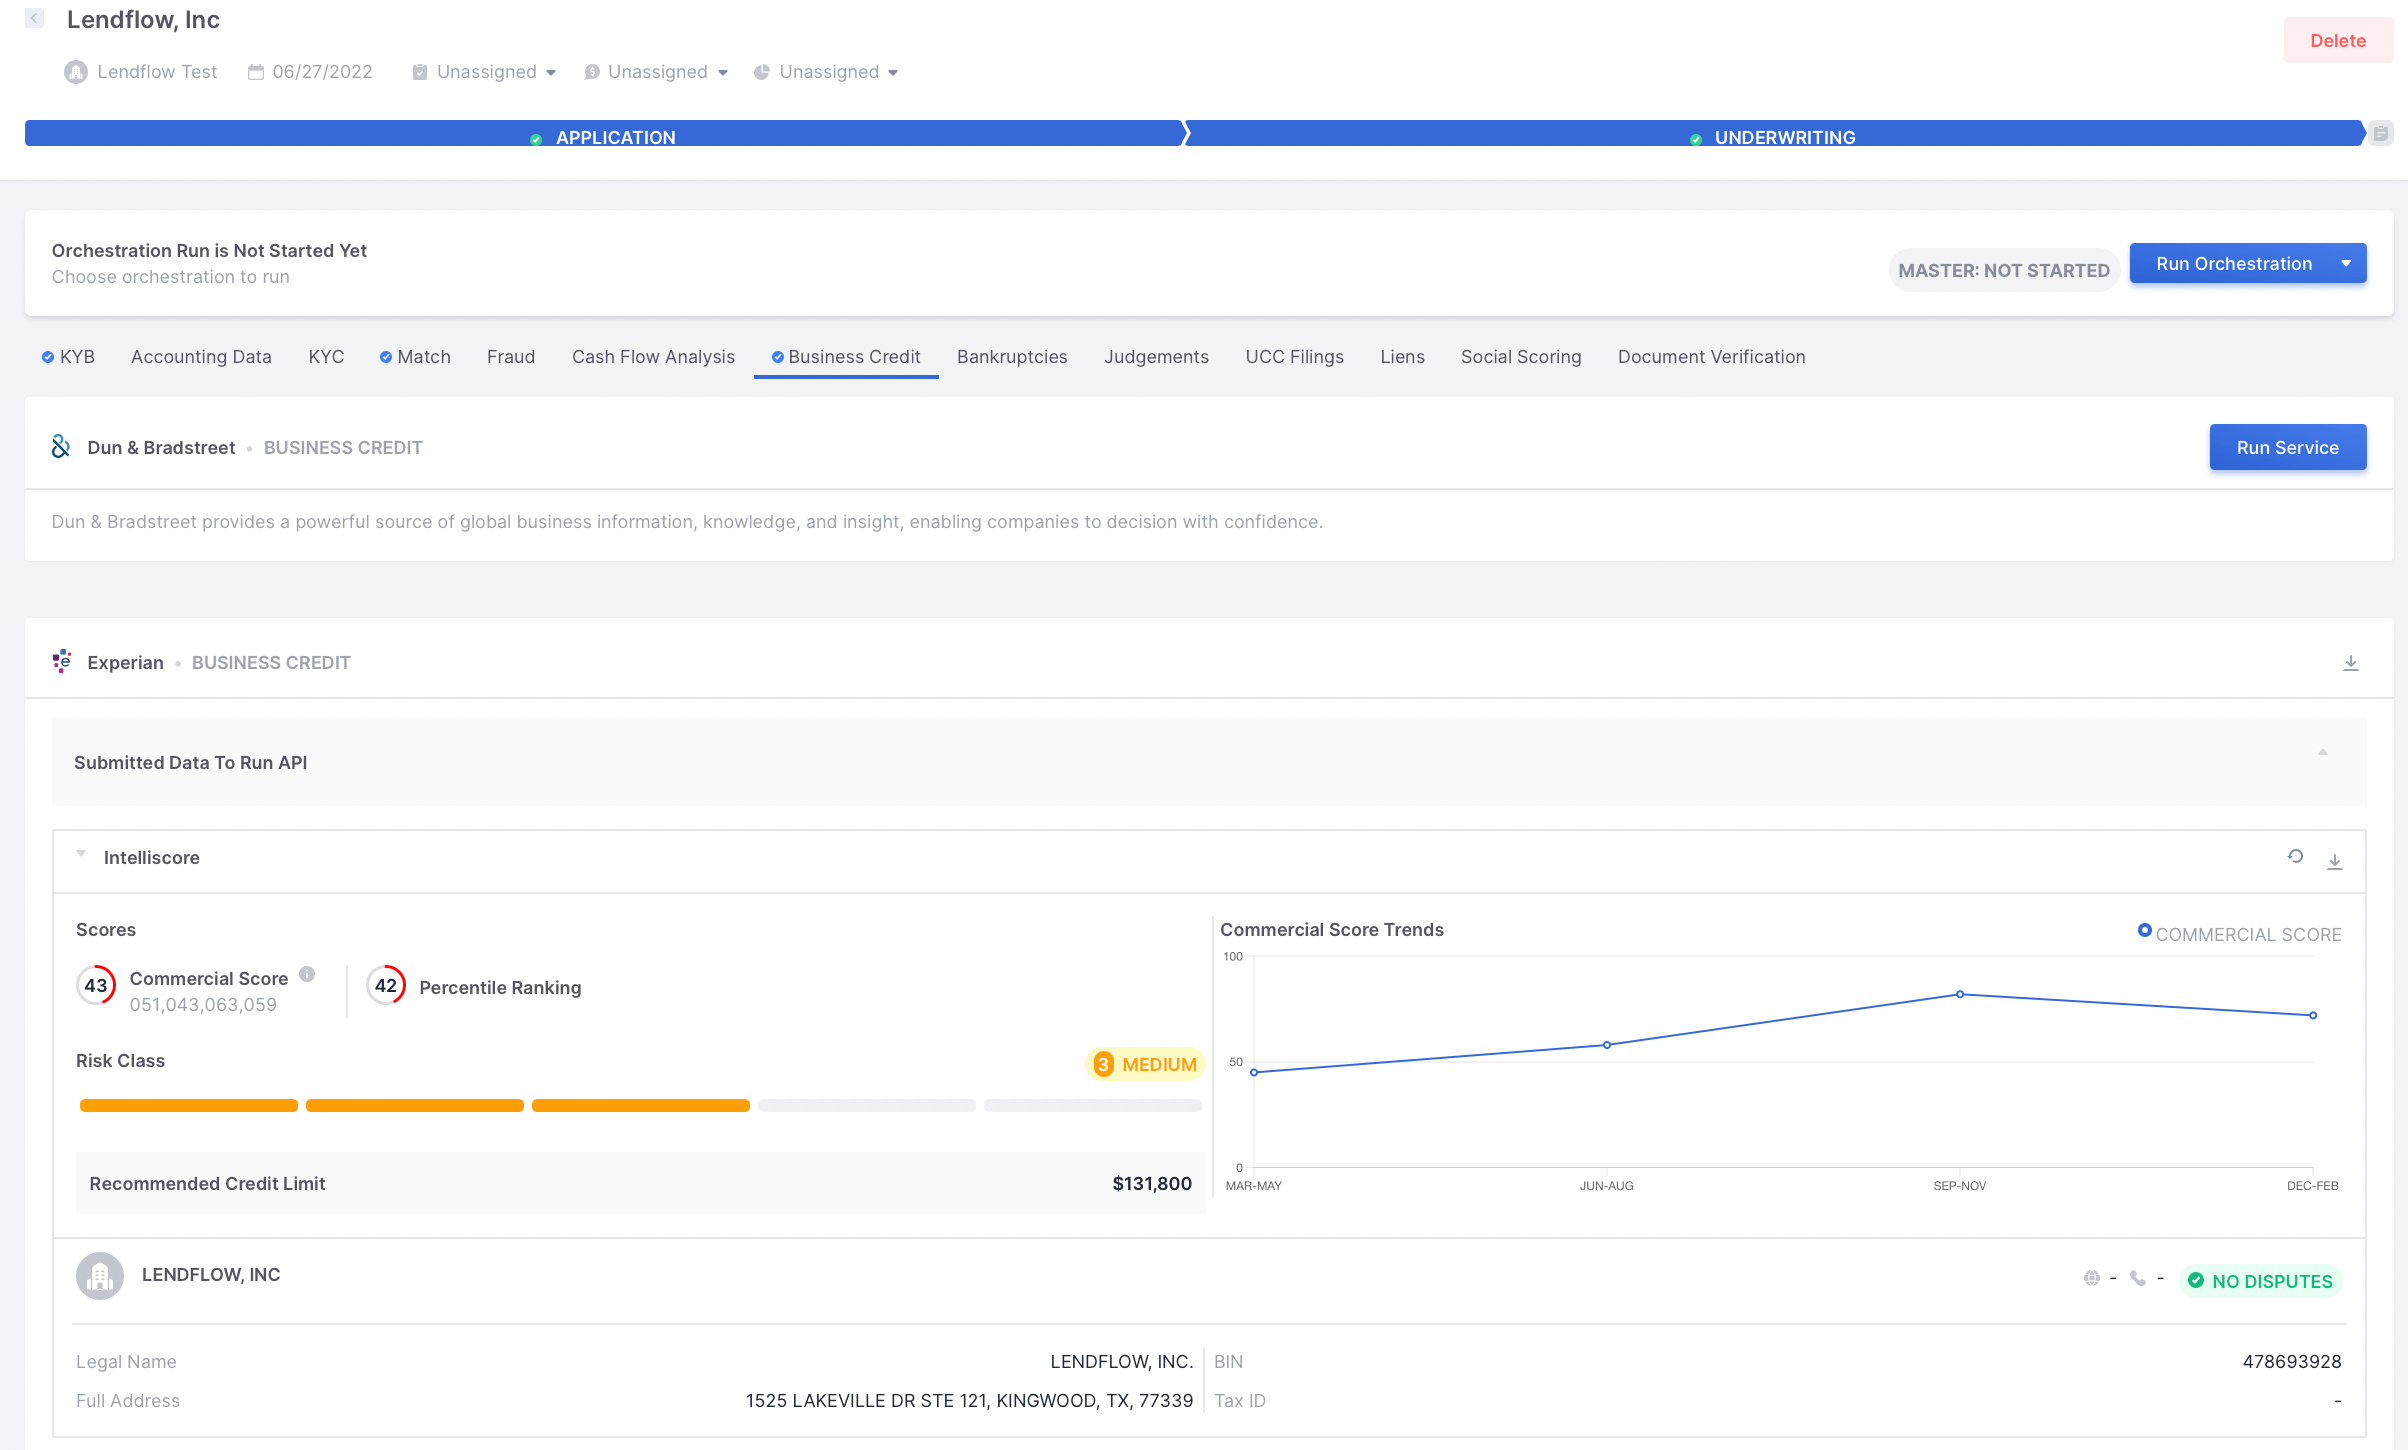 Lendflow, Inc
Delete
Lendflow Test 06/27/2022 Unassigned Unassigned Unassigned
APPLICATION UNDERWRITING
Orchestration Run is Not Started Yet
Choose orchestration to run
MASTER: NOT STARTED Run Orchestration
KYB Accounting Data KYC Match Fraud Cash Flow Analysis Business Credit Bankruptcies Judgements UCC Filings Liens Social Scoring Document Verification
Dun & Bradstreet • BUSINESS CREDIT
Run Service
Dun & Bradstreet provides a powerful source of global business information, knowledge, and insight, enabling companies to decision with confidence.
Experian • BUSINESS CREDIT
Submitted Data To Run API
Intelliscore
Scores
43 Commercial Score
051,043,063,059
42 Percentile Ranking
Risk Class
3 MEDIUM
Recommended Credit Limit $131,800
Commercial Score Trends
COMMERCIAL SCORE
100
50
0
MAR-MAY JUN-AUG SEP-NOV DEC-FEB
LENDFLOW, INC
- - NO DISPUTES
Legal Name LENDFLOW, INC.
BIN 478693928
Full Address 1525 LAKEVILLE DR STE 121, KINGWOOD, TX, 77339
Tax ID -